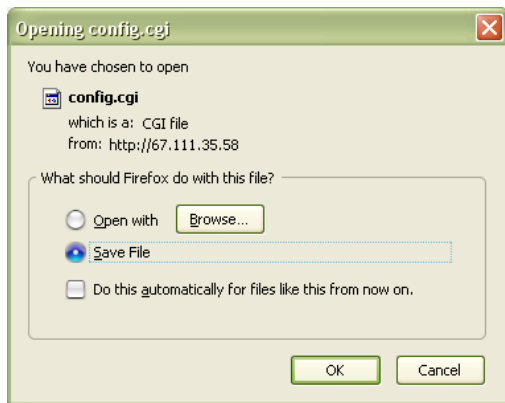 Opening config.cgi
You have chosen to open
config.cgi
which is a: CGI file
from: http://67.111.35.58
What should Firefox do with this file?
Open with Browse...
Save File
Do this automatically for files like this from now on.
OK Cancel